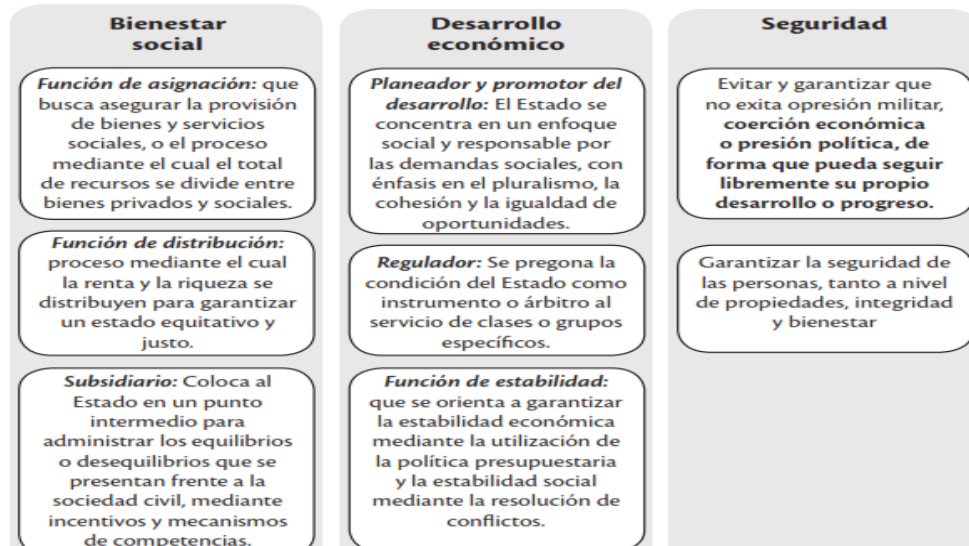 Bienestar
social
Función de asignación: que
busca asegurar la provisión
de bienes y servicios
sociales, o el proceso
mediante el cual el total
de recursos se divide entre
bienes privados y sociales.
Función de distribución:
proceso mediante el cual
la renta y la riqueza se
distribuyen para garantizar
un estado equitativo y
justo.
Subsidiario: Coloca al
Estado en un punto
intermedio para
administrar los equilibrios
o desequilibrios que se
presentan frente a la
sociedad civil, mediante
incentivos y mecanismos
de competencias.
Desarrollo
económico
Planeador y promotor del
desarrollo: El Estado se
concentra en un enfoque
social y responsable por
las demandas sociales, con
énfasis en el pluralismo, la
cohesión y la igualdad de
oportunidades.
Regulador: Se pregona la
condición del Estado como
instrumento o árbitro al
servicio de clases o grupos
específicos.
Función de estabilidad:
que se orienta a garantizar
la estabilidad económica
mediante la utilización de
la política presupuestaria
y la estabilidad social
mediante la resolución de
conflictos.
Seguridad
Evitar y garantizar que
no exita opresión militar,
coerción económica
o presión política, de
forma que pueda seguir
libremente su propio
desarrollo o progreso.
Garantizar la seguridad de
las personas, tanto a nivel
de propiedades, integridad
y bienestar